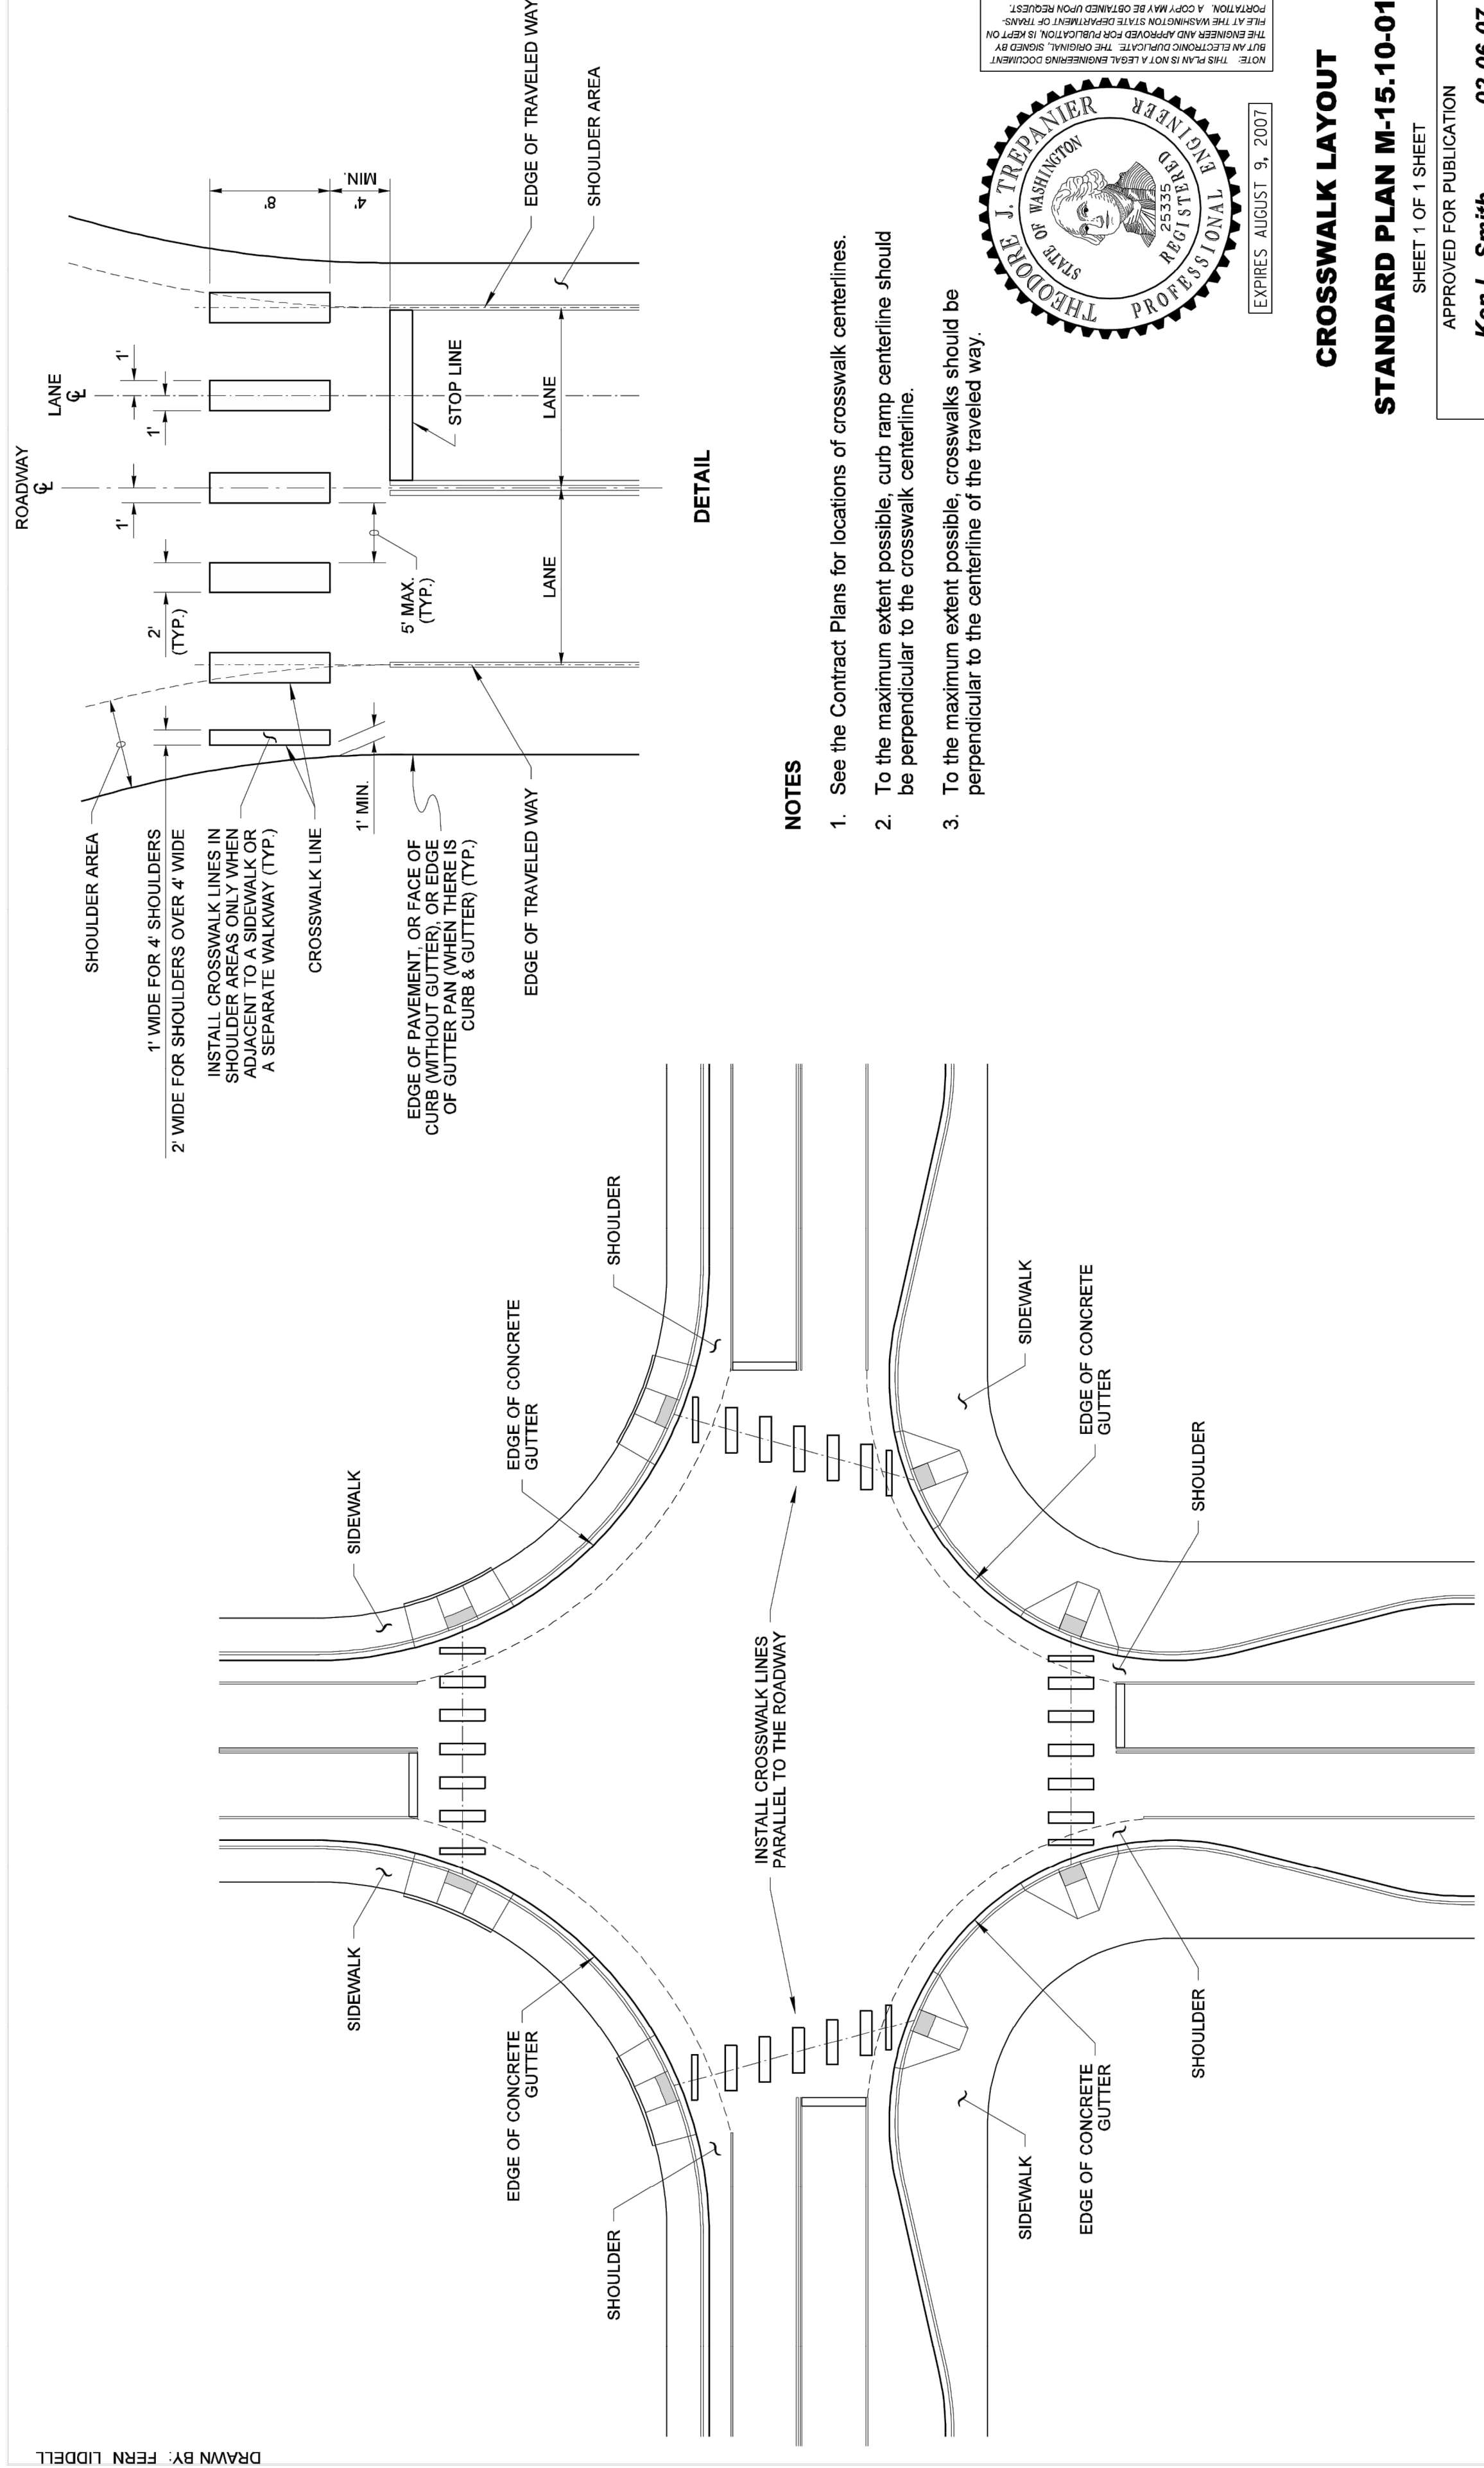 DRAWN BY: FERN LIDDELL
SIDEWALK
SIDEWALK
EDGE OF CONCRETE
GUTTER
EDGE OF CONCRETE
GUTTER
SHOULDER
SHOULDER
INSTALL CROSSWALK LINES
PARALLEL TO THE ROADWAY
SIDEWALK
SIDEWALK
EDGE OF CONCRETE
GUTTER
EDGE OF CONCRETE
GUTTER
SHOULDER
SHOULDER
ROADWAY
CL
LANE
CL
1'
1'
1'
2'
(TYP.)
8'
4'
MIN.
SHOULDER AREA
1' WIDE FOR 4' SHOULDERS
2' WIDE FOR SHOULDERS OVER 4' WIDE
INSTALL CROSSWALK LINES IN
SHOULDER AREAS ONLY WHEN
ADJACENT TO A SIDEWALK OR
A SEPARATE WALKWAY (TYP.)
CROSSWALK LINE
1' MIN.
5' MAX.
(TYP.)
EDGE OF PAVEMENT, OR FACE OF
CURB (WITHOUT GUTTER), OR EDGE
OF GUTTER PAN (WHEN THERE IS
CURB & GUTTER) (TYP.)
STOP LINE
EDGE OF TRAVELED WAY
EDGE OF TRAVELED WAY
SHOULDER AREA
LANE
LANE
DETAIL
NOTES
1. See the Contract Plans for locations of crosswalk centerlines.
2. To the maximum extent possible, curb ramp centerline should
be perpendicular to the crosswalk centerline.
3. To the maximum extent possible, crosswalks should be
perpendicular to the centerline of the traveled way.
THEODORE J. TREPANIER
STATE OF WASHINGTON
25335
REGISTERED
PROFESSIONAL ENGINEER
EXPIRES AUGUST 9, 2007
NOTE: THIS PLAN IS NOT A LEGAL ENGINEERING DOCUMENT
BUT AN ELECTRONIC DUPLICATE. THE ORIGINAL, SIGNED BY
THE ENGINEER AND APPROVED FOR PUBLICATION, IS KEPT ON
FILE AT THE WASHINGTON STATE DEPARTMENT OF TRANS-
PORTATION. A COPY MAY BE OBTAINED UPON REQUEST.
CROSSWALK LAYOUT
STANDARD PLAN M-15.10-01
SHEET 1 OF 1 SHEET
APPROVED FOR PUBLICATION
Smith